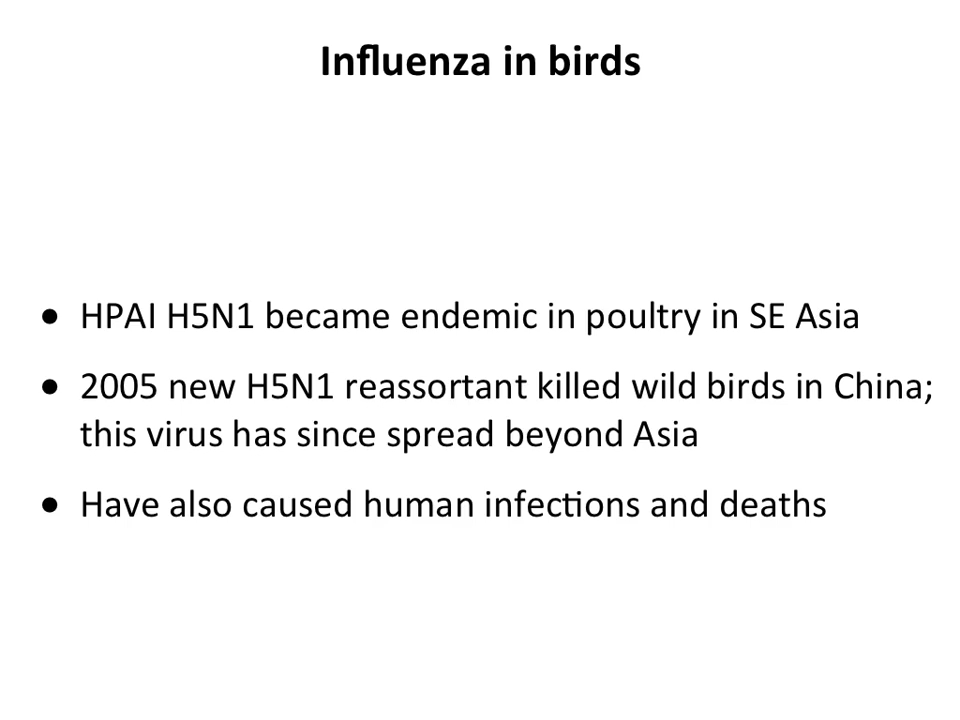 Influenza in birds
• HPAI H5N1 became endemic in poultry in SE Asia
• 2005 new H5N1 reassortant killed wild birds in China;
this virus has since spread beyond Asia
• Have also caused human infections and deaths